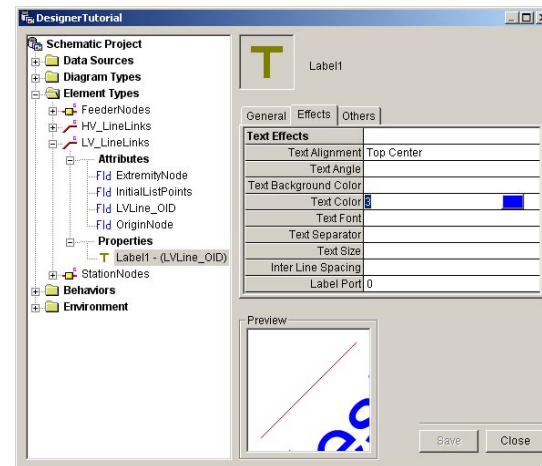 DesignerTutorial
Schematic Project
Data Sources
Diagram Types
Element Types
FeederNodes
HV_LineLinks
LV_LineLinks
Attributes
Fld ExtremityNode
Fld InitialListPoints
Fld LVLine_OID
Fld OriginNode
Properties
T Label1 - (LVLine_OID)
StationNodes
Behaviors
Environment
T Label1
General Effects Others
Text Effects
Text Alignment Top Center
Text Angle
Text Background Color
Text Color 3
Text Font
Text Separator
Text Size
Inter Line Spacing
Label Port 0
Preview
Save Close